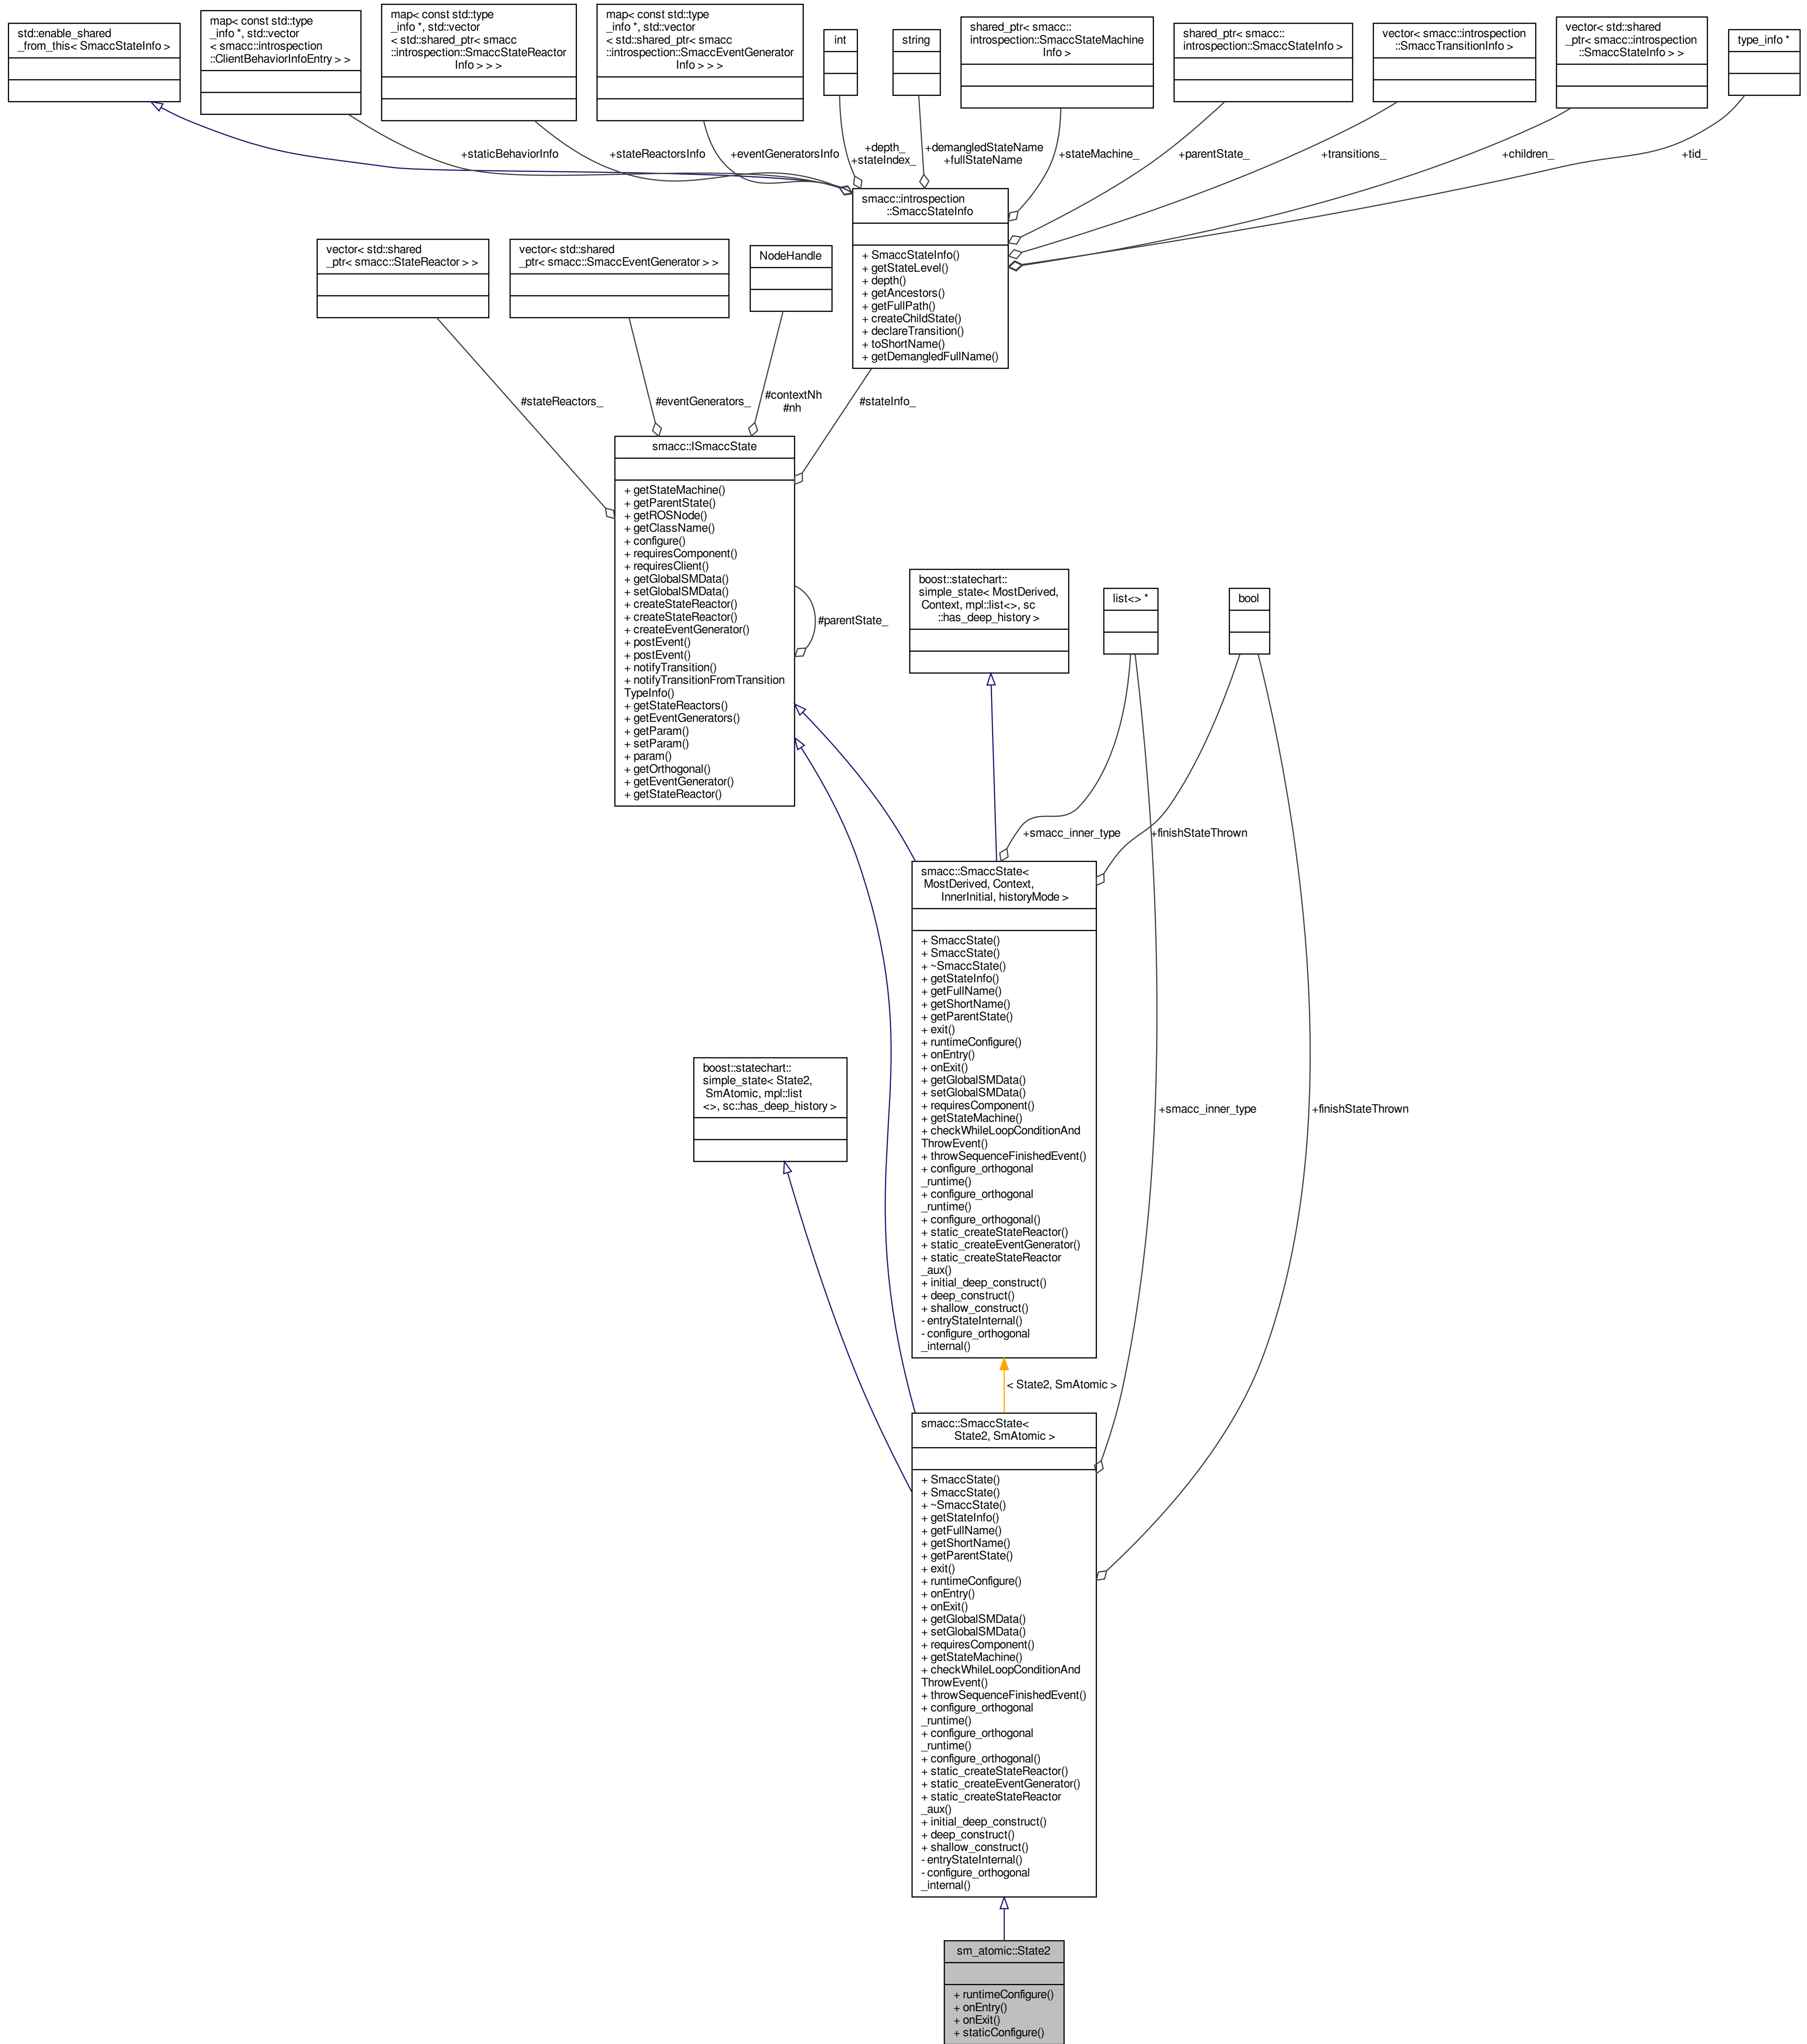 std::enable_shared
_from_this< SmaccStateInfo >
map< const std::type
_info *, std::vector
< smacc::introspection
::ClientBehaviorInfoEntry > >
map< const std::type
_info *, std::vector
< std::shared_ptr< smacc
::introspection::SmaccStateReactor
Info > > >
map< const std::type
_info *, std::vector
< std::shared_ptr< smacc
::introspection::SmaccEventGenerator
Info > > >
int
string
shared_ptr< smacc::
introspection::SmaccStateMachine
Info >
shared_ptr< smacc::
introspection::SmaccStateInfo >
vector< smacc::introspection
::SmaccTransitionInfo >
vector< std::shared
_ptr< smacc::introspection
::SmaccStateInfo > >
type_info *
+staticBehaviorInfo
+stateReactorsInfo
+eventGeneratorsInfo
+depth_
+stateIndex_
+demangledStateName
+fullStateName
+stateMachine_
+parentState_
+transitions_
+children_
+tid_
smacc::introspection
::SmaccStateInfo
+ SmaccStateInfo()
+ getStateLevel()
+ depth()
+ getAncestors()
+ getFullPath()
+ createChildState()
+ declareTransition()
+ toShortName()
+ getDemangledFullName()
vector< std::shared
_ptr< smacc::StateReactor > >
vector< std::shared
_ptr< smacc::SmaccEventGenerator > >
NodeHandle
#stateReactors_
#eventGenerators_
#contextNh
#nh
#stateInfo_
smacc::ISmaccState
+ getStateMachine()
+ getParentState()
+ getROSNode()
+ getClassName()
+ configure()
+ requiresComponent()
+ requiresClient()
+ getGlobalSMData()
+ setGlobalSMData()
+ createStateReactor()
+ createStateReactor()
+ createEventGenerator()
+ postEvent()
+ postEvent()
+ notifyTransition()
+ notifyTransitionFromTransition
TypeInfo()
+ getStateReactors()
+ getEventGenerators()
+ getParam()
+ setParam()
+ param()
+ getOrthogonal()
+ getEventGenerator()
+ getStateReactor()
#parentState_
boost::statechart::
simple_state< MostDerived,
Context, mpl::list<>, sc
::has_deep_history >
list<> *
bool
+smacc_inner_type
+finishStateThrown
smacc::SmaccState<
MostDerived, Context,
InnerInitial, historyMode >
+ SmaccState()
+ SmaccState()
+ ~SmaccState()
+ getStateInfo()
+ getFullName()
+ getShortName()
+ getParentState()
+ exit()
+ runtimeConfigure()
+ onEntry()
+ onExit()
+ getGlobalSMData()
+ setGlobalSMData()
+ requiresComponent()
+ getStateMachine()
+ checkWhileLoopConditionAnd
ThrowEvent()
+ throwSequenceFinishedEvent()
+ configure_orthogonal
_runtime()
+ configure_orthogonal
_runtime()
+ configure_orthogonal()
+ static_createStateReactor()
+ static_createEventGenerator()
+ static_createStateReactor
_aux()
+ initial_deep_construct()
+ deep_construct()
+ shallow_construct()
- entryStateInternal()
- configure_orthogonal
_internal()
boost::statechart::
simple_state< State2,
SmAtomic, mpl::list
<>, sc::has_deep_history >
+smacc_inner_type
+finishStateThrown
< State2, SmAtomic >
smacc::SmaccState<
State2, SmAtomic >
+ SmaccState()
+ SmaccState()
+ ~SmaccState()
+ getStateInfo()
+ getFullName()
+ getShortName()
+ getParentState()
+ exit()
+ runtimeConfigure()
+ onEntry()
+ onExit()
+ getGlobalSMData()
+ setGlobalSMData()
+ requiresComponent()
+ getStateMachine()
+ checkWhileLoopConditionAnd
ThrowEvent()
+ throwSequenceFinishedEvent()
+ configure_orthogonal
_runtime()
+ configure_orthogonal
_runtime()
+ configure_orthogonal()
+ static_createStateReactor()
+ static_createEventGenerator()
+ static_createStateReactor
_aux()
+ initial_deep_construct()
+ deep_construct()
+ shallow_construct()
- entryStateInternal()
- configure_orthogonal
_internal()
sm_atomic::State2
+ runtimeConfigure()
+ onEntry()
+ onExit()
+ staticConfigure()